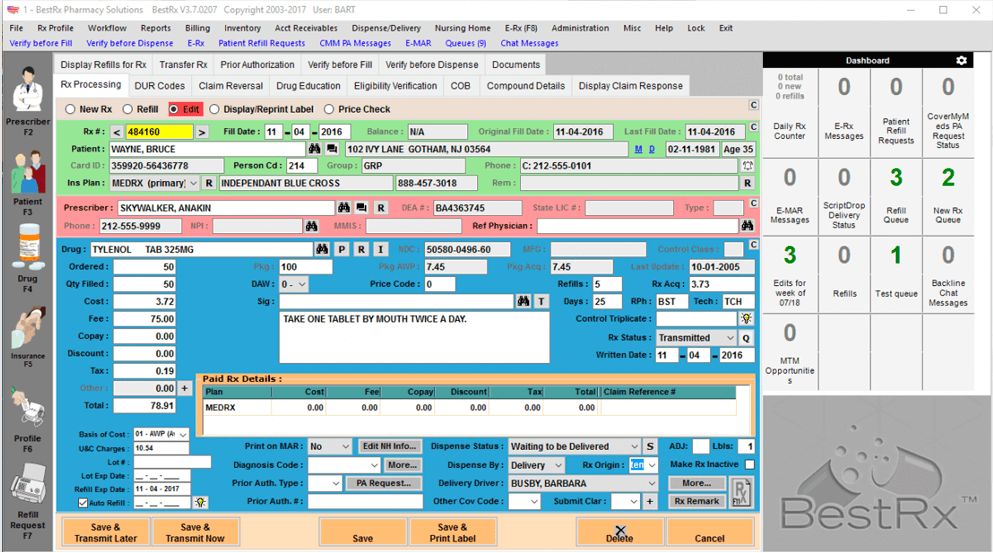 1 - BestRx Pharmacy Solutions BestRx V3.7.0207 Copyright 2003-2017 User: BART
File Rx Profile Workflow Reports Billing Inventory Acct Receivables Dispense/Delivery Nursing Home E-Rx (F8) Administration Misc Help Lock Exit
Verify before Fill Verify before Dispense E-Rx Patient Refill Requests CMM PA Messages E-MAR Queues (9) Chat Messages
Prescriber
F2
Patient
F3
Drug
F4
Insurance
F5
Profile
F6
Refill
Request
F7
Display Refills for Rx Transfer Rx Prior Authorization Verify before Fill Verify before Dispense Documents
Rx Processing DUR Codes Claim Reversal Drug Education Eligibility Verification COB Compound Details Display Claim Response
New Rx Refill Edit Display/Reprint Label Price Check C
Rx # : < 484160 > Fill Date : 11 - 04 - 2016 Balance : N/A Original Fill Date : 11-04-2016 Last Fill Date : 11-04-2016 C
Patient : WAYNE, BRUCE 102 IVY LANE GOTHAM, NJ 03564 M D 02-11-1981 Age 35
Card ID : 359920-56436778 Person Cd : 214 Group : GRP Phone : C: 212-555-0101
Ins Plan : MEDRX (primary) R INDEPENDANT BLUE CROSS 888-457-3018 Rem : R
Prescriber : SKYWALKER, ANAKIN R DEA # : BA4363745 State LIC # : Type : C
Phone : 212-555-9999 NPI : MMIS : Ref Physician :
Drug : TYLENOL TAB 325MG P R I NDC : 50580-0496-60 MFG : Control Class : C
Ordered : 50 Pkg : 100 Pkg AWP : 7.45 Pkg Acq : 7.45 Last Update : 10-01-2005
Qty Filled : 50 DAW : 0 - Price Code : 0 Refills : 5 Rx Acq : 3.73
Cost : 3.72 Sig : T Days : 25 RPh : BST Tech : TCH
Fee : 75.00 TAKE ONE TABLET BY MOUTH TWICE A DAY. Control Triplicate :
Copay : 0.00 Rx Status : Transmitted Q
Discount : 0.00 Written Date : 11 - 04 - 2016
Tax : 0.19
Other : 0.00 +
Total : 78.91
Paid Rx Details :
Plan Cost Fee Copay Discount Tax Total Claim Reference #
MEDRX 0.00 0.00 0.00 0.00 0.00 0.00
Basis of Cost : 01 - AWP (A
U&C Charges : 10.54
Lot # :
Lot Exp Date : __-__-____
Refill Exp Date : 11 - 04 - 2017
Auto Refill : __-__-____
Print on MAR : No Edit NH Info... Dispense Status : Waiting to be Delivered S ADJ: Lbls: 1
Diagnosis Code : More... Dispense By : Delivery Rx Origin : ten Make Rx Inactive
Prior Auth. Type : PA Request... Delivery Driver : BUSBY, BARBARA More...
Prior Auth. # : Other Cov Code : Submit Clar : + Rx Remark Rx
Save &
Transmit Later
Save &
Transmit Now
Save
Save &
Print Label
Delete
Cancel
Dashboard
0 total
0 new
0 refills
Daily Rx
Counter
0
E-Rx
Messages
0
Patient
Refill
Requests
0
CoverMyM
eds PA
Request
Status
0
E-MAR
Messages
0
ScriptDrop
Delivery
Status
3
Refill
Queue
2
New Rx
Queue
3
Edits for
week of
07/18
0
Refills
1
Test queue
0
Backline
Chat
Messages
0
MTM
Opportunitie
s
BestRx™